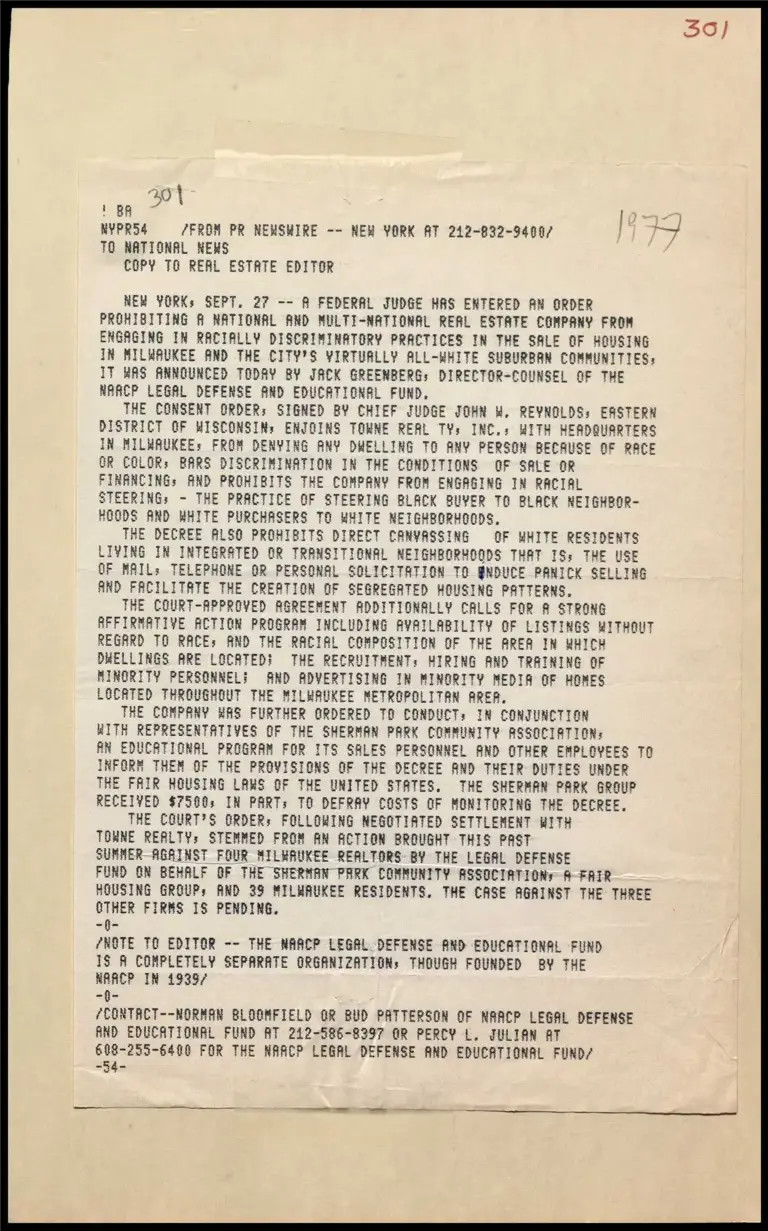 301
301-
! BA
1977
NYPR54 /FROM PR NEWSWIRE -- NEW YORK AT 212-832-9400/
TO NATIONAL NEWS
COPY TO REAL ESTATE EDITOR
NEW YORK, SEPT. 27 -- A FEDERAL JUDGE HAS ENTERED AN ORDER
PROHIBITING A NATIONAL AND MULTI-NATIONAL REAL ESTATE COMPANY FROM
ENGAGING IN RACIALLY DISCRIMINATORY PRACTICES IN THE SALE OF HOUSING
IN MILWAUKEE AND THE CITY'S VIRTUALLY ALL-WHITE SUBURBAN COMMUNITIES,
IT WAS ANNOUNCED TODAY BY JACK GREENBERG, DIRECTOR-COUNSEL OF THE
NAACP LEGAL DEFENSE AND EDUCATIONAL FUND.
THE CONSENT ORDER, SIGNED BY CHIEF JUDGE JOHN W. REYNOLDS, EASTERN
DISTRICT OF WISCONSIN, ENJOINS TOWNE REAL TY, INC., WITH HEADQUARTERS
IN MILWAUKEE, FROM DENYING ANY DWELLING TO ANY PERSON BECAUSE OF RACE
OR COLOR, BARS DISCRIMINATION IN THE CONDITIONS OF SALE OR
FINANCING, AND PROHIBITS THE COMPANY FROM ENGAGING IN RACIAL
STEERING, - THE PRACTICE OF STEERING BLACK BUYER TO BLACK NEIGHBOR-
HOODS AND WHITE PURCHASERS TO WHITE NEIGHBORHOODS.
THE DECREE ALSO PROHIBITS DIRECT CANVASSING OF WHITE RESIDENTS
LIVING IN INTEGRATED OR TRANSITIONAL NEIGHBORHOODS THAT IS, THE USE
OF MAIL, TELEPHONE OR PERSONAL SOLICITATION TO INDUCE PANICK SELLING
AND FACILITATE THE CREATION OF SEGREGATED HOUSING PATTERNS.
THE COURT-APPROVED AGREEMENT ADDITIONALLY CALLS FOR A STRONG
AFFIRMATIVE ACTION PROGRAM INCLUDING AVAILABILITY OF LISTINGS WITHOUT
REGARD TO RACE, AND THE RACIAL COMPOSITION OF THE AREA IN WHICH
DWELLINGS ARE LOCATED; THE RECRUITMENT, HIRING AND TRAINING OF
MINORITY PERSONNEL; AND ADVERTISING IN MINORITY MEDIA OF HOMES
LOCATED THROUGHOUT THE MILWAUKEE METROPOLITAN AREA.
THE COMPANY WAS FURTHER ORDERED TO CONDUCT, IN CONJUNCTION
WITH REPRESENTATIVES OF THE SHERMAN PARK COMMUNITY ASSOCIATION,
AN EDUCATIONAL PROGRAM FOR ITS SALES PERSONNEL AND OTHER EMPLOYEES TO
INFORM THEM OF THE PROVISIONS OF THE DECREE AND THEIR DUTIES UNDER
THE FAIR HOUSING LAWS OF THE UNITED STATES. THE SHERMAN PARK GROUP
RECEIVED $7500, IN PART, TO DEFRAY COSTS OF MONITORING THE DECREE.
THE COURT'S ORDER, FOLLOWING NEGOTIATED SETTLEMENT WITH
TOWNE REALTY, STEMMED FROM AN ACTION BROUGHT THIS PAST
SUMMER AGAINST FOUR MILWAUKEE REALTORS BY THE LEGAL DEFENSE
FUND ON BEHALF OF THE SHERMAN PARK COMMUNITY ASSOCIATION, A FAIR
HOUSING GROUP, AND 39 MILWAUKEE RESIDENTS. THE CASE AGAINST THE THREE
OTHER FIRMS IS PENDING.
-0-
/NOTE TO EDITOR -- THE NAACP LEGAL DEFENSE AND EDUCATIONAL FUND
IS A COMPLETELY SEPARATE ORGANIZATION, THOUGH FOUNDED BY THE
NAACP IN 1939/
-0-
/CONTACT--NORMAN BLOOMFIELD OR BUD PATTERSON OF NAACP LEGAL DEFENSE
AND EDUCATIONAL FUND AT 212-586-8397 OR PERCY L. JULIAN AT
608-255-6400 FOR THE NAACP LEGAL DEFENSE AND EDUCATIONAL FUND/
-54-